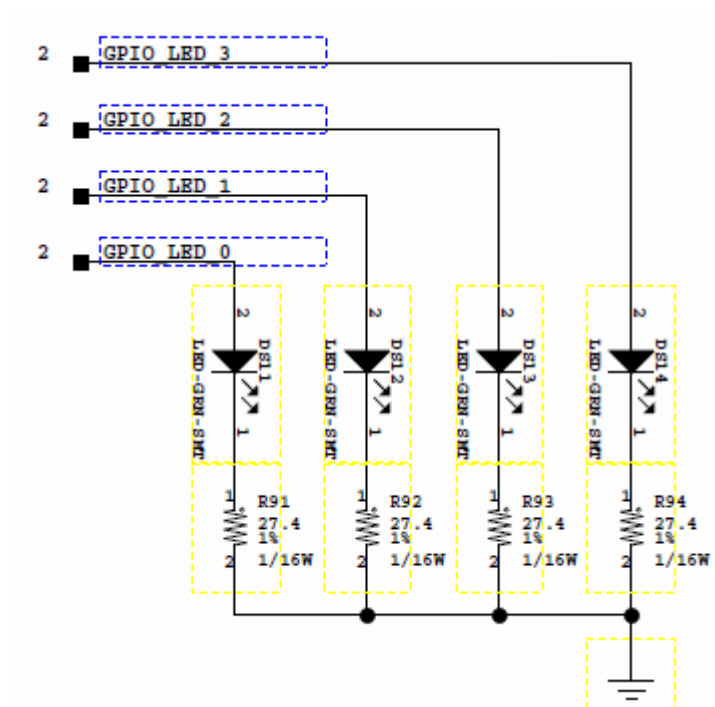 2 GPIO_LED_3
2 GPIO_LED_2
2 GPIO_LED_1
2 GPIO_LED_0
2 2 2 2
LED-GRN-SMT DS11 LED-GRN-SMT DS12 LED-GRN-SMT DS13 LED-GRN-SMT DS14
1 1 1 1
1 R91 1 R92 1 R93 1 R94
27.4 27.4 27.4 27.4
1% 1% 1% 1%
2 1/16W 2 1/16W 2 1/16W 2 1/16W